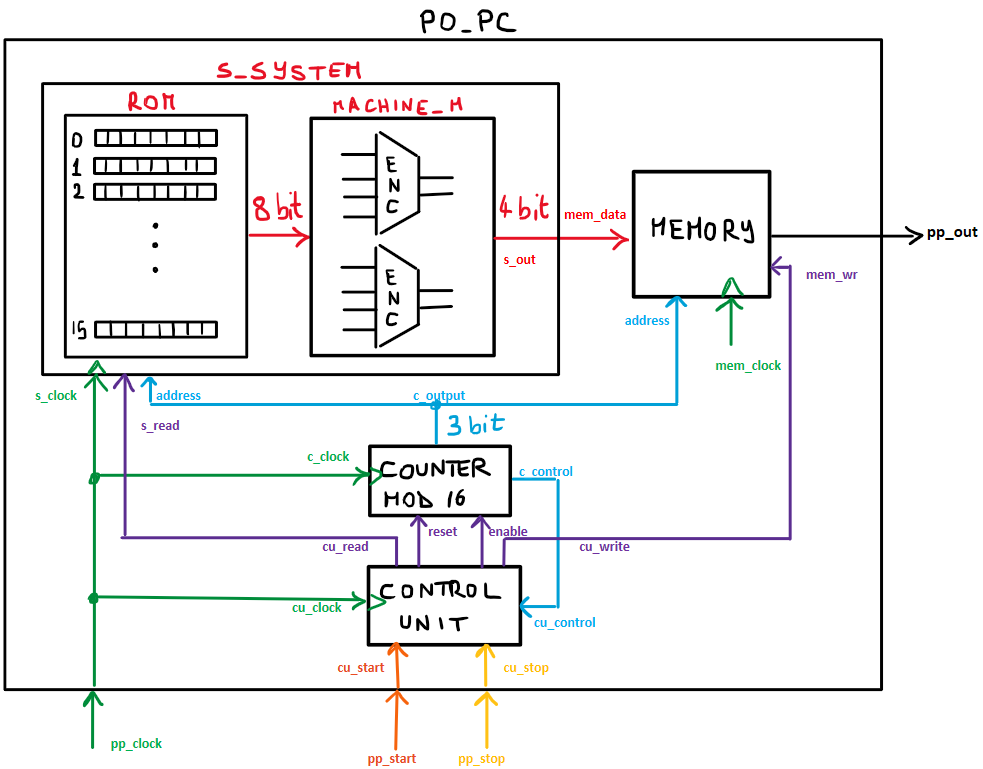 PO_PC
S_SYSTEM
ROM
MACHINE_M
0
1
2
15
8 bit
E
N
C
E
N
C
4 bit
mem_data
s_out
MEMORY
pp_out
mem_wr
address
mem_clock
s_clock
address
c_output
s_read
3 bit
c_clock
COUNTER
MOD 16
c_control
reset
enable
cu_read
cu_write
cu_clock
CONTROL
UNIT
cu_control
cu_start
cu_stop
pp_clock
pp_start
pp_stop